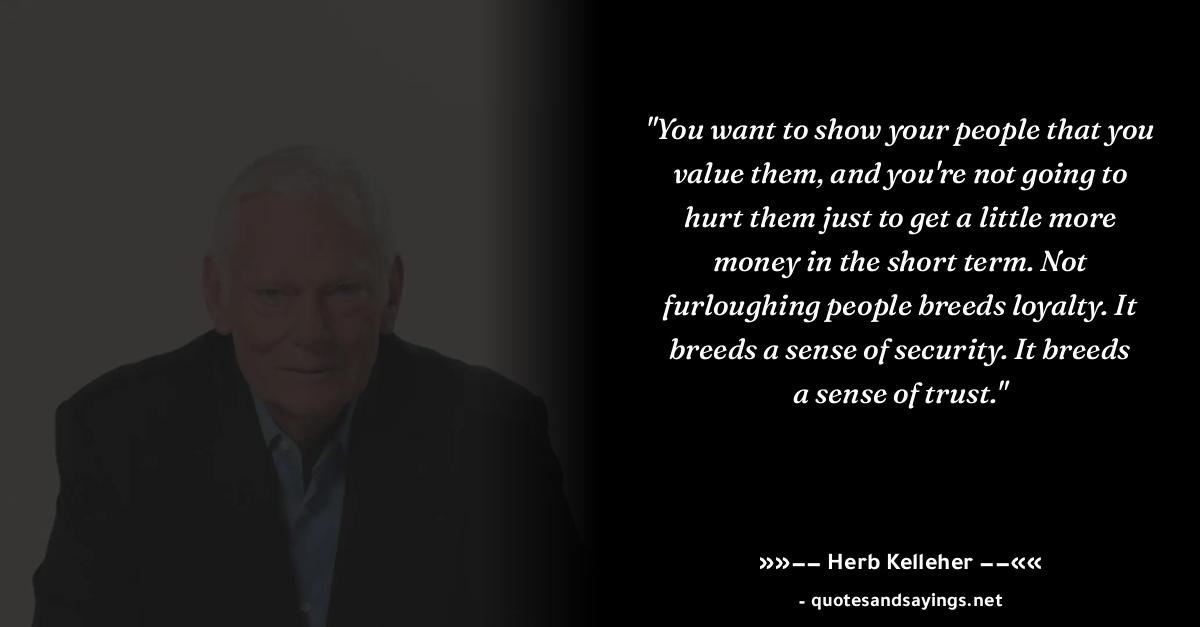 "You want to show your people that you
value them, and you're not going to
hurt them just to get a little more
money in the short term. Not
furloughing people breeds loyalty. It
breeds a sense of security. It breeds
a sense of trust."
»»−− Herb Kelleher −−««
- quotesandsayings.net